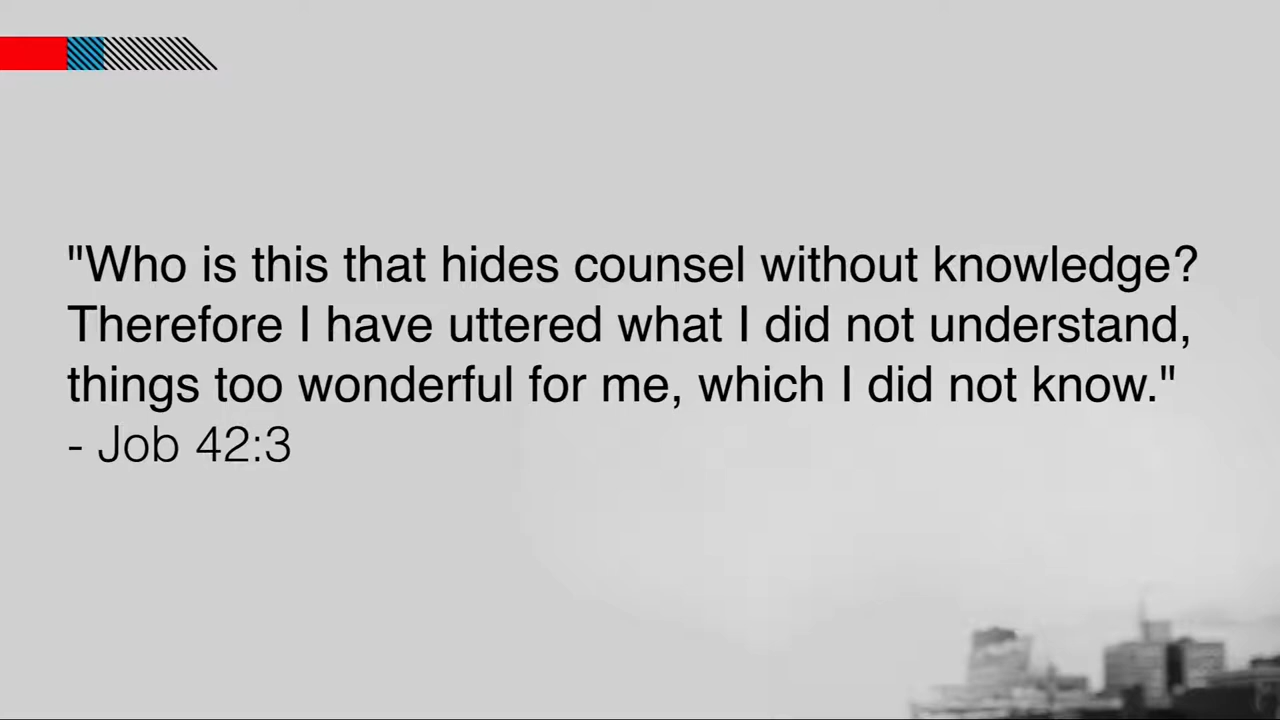 "Who is this that hides counsel without knowledge?
Therefore I have uttered what I did not understand,
things too wonderful for me, which I did not know."
- Job 42:3